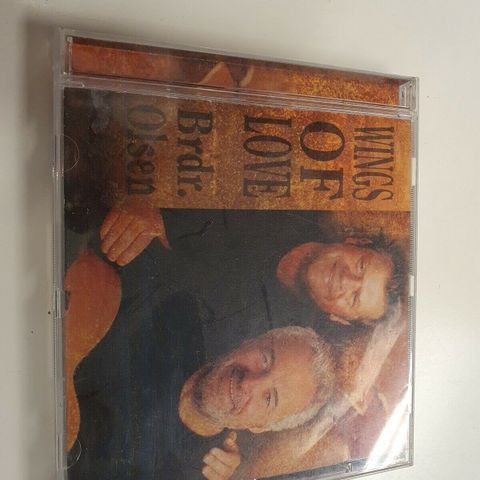 WINGS
OF
LOVE
Brdr.
Olsen